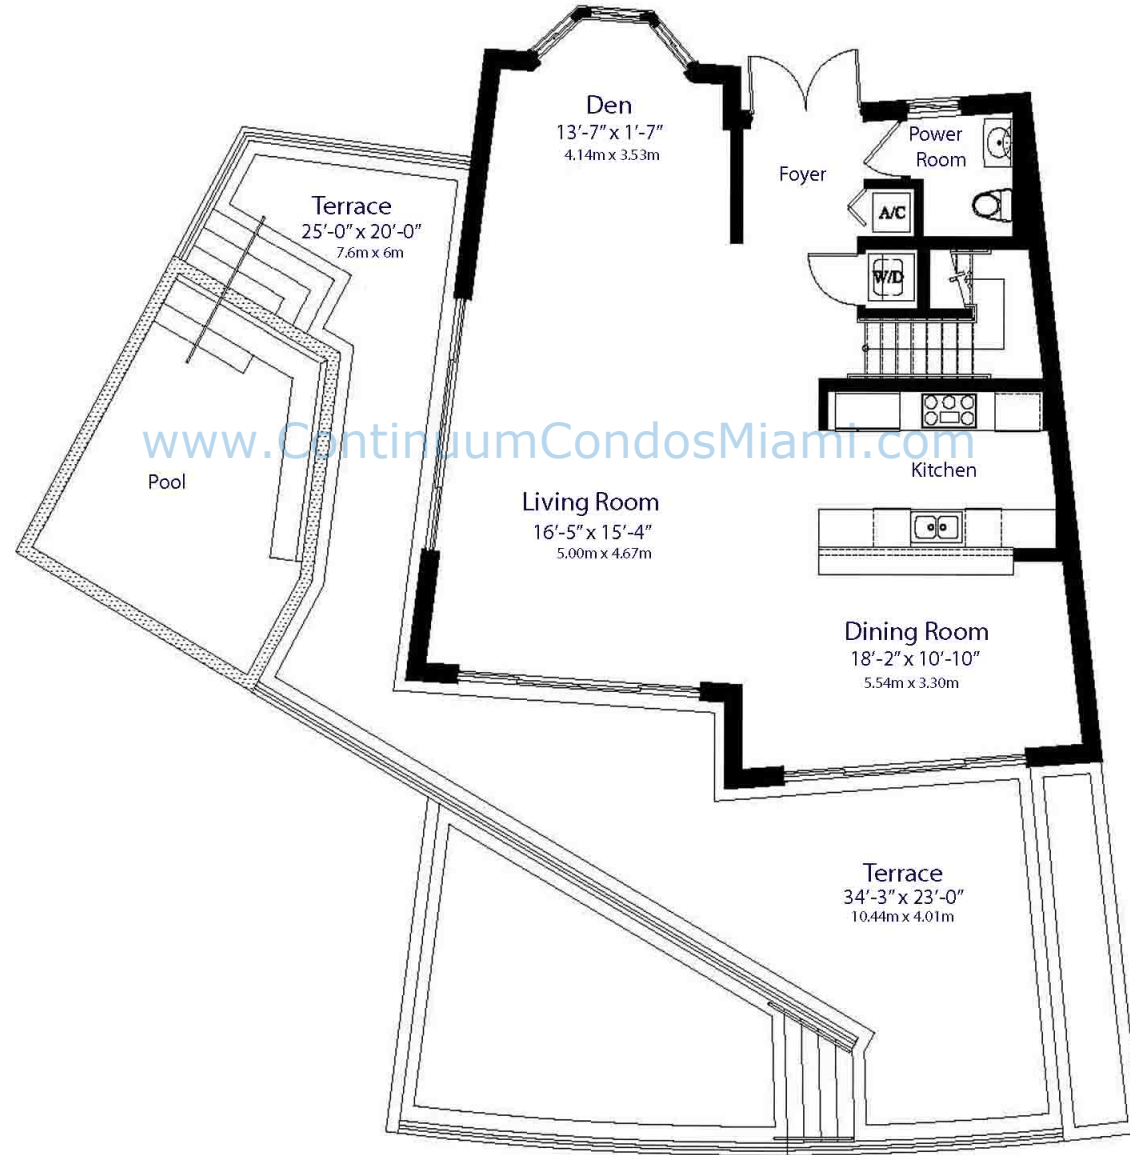 Den
13'-7" x 1'-7"
4.14m x 3.53m
Power
Room
Foyer
Terrace
25'-0" x 20'-0"
7.6m x 6m
A/C
W/D
www.ContinuumCondosMiami.com
Pool
Kitchen
Living Room
16'-5" x 15'-4"
5.00m x 4.67m
Dining Room
18'-2" x 10'-10"
5.54m x 3.30m
Terrace
34'-3" x 23'-0"
10.44m x 4.01m